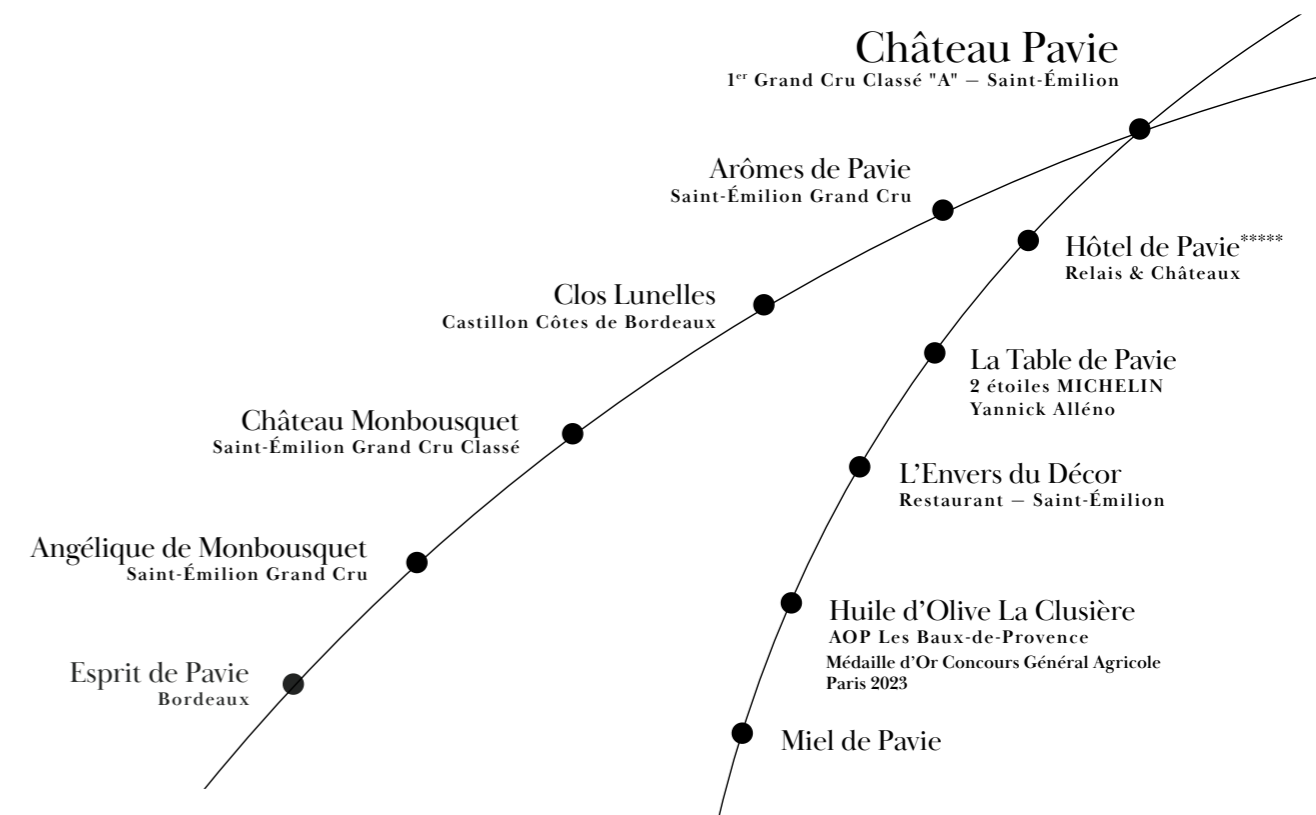 Château Pavie
1er Grand Cru Classé "A" — Saint-Émilion
Arômes de Pavie
Saint-Émilion Grand Cru
Clos Lunelles
Castillon Côtes de Bordeaux
Château Monbousquet
Saint-Émilion Grand Cru Classé
Angélique de Monbousquet
Saint-Émilion Grand Cru
Esprit de Pavie
Bordeaux
Hôtel de Pavie*****
Relais & Châteaux
La Table de Pavie
2 étoiles MICHELIN
Yannick Alléno
L’Envers du Décor
Restaurant — Saint-Émilion
Huile d’Olive La Clusière
AOP Les Baux-de-Provence
Médaille d’Or Concours Général Agricole
Paris 2023
Miel de Pavie